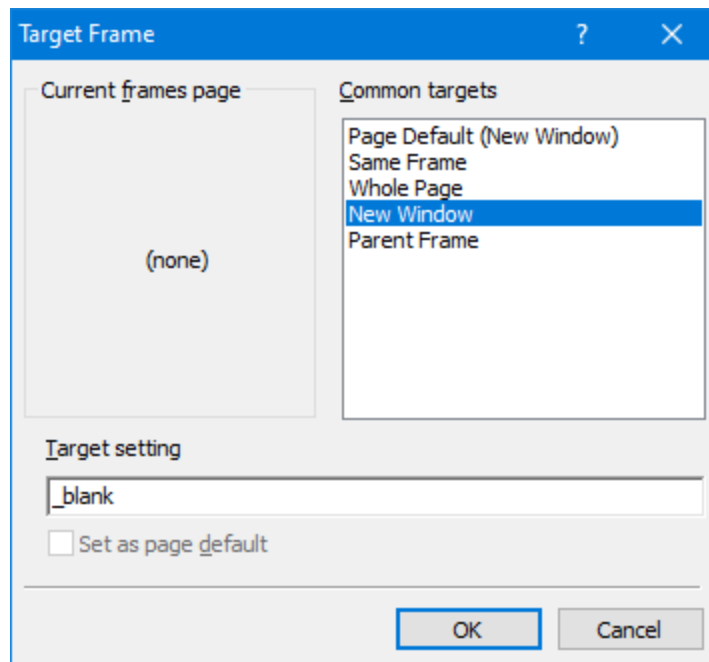 Target Frame
?
Current frames page
(none)
Common targets
Page Default (New Window)
Same Frame
Whole Page
New Window
Parent Frame
Target setting
_blank
Set as page default
OK
Cancel